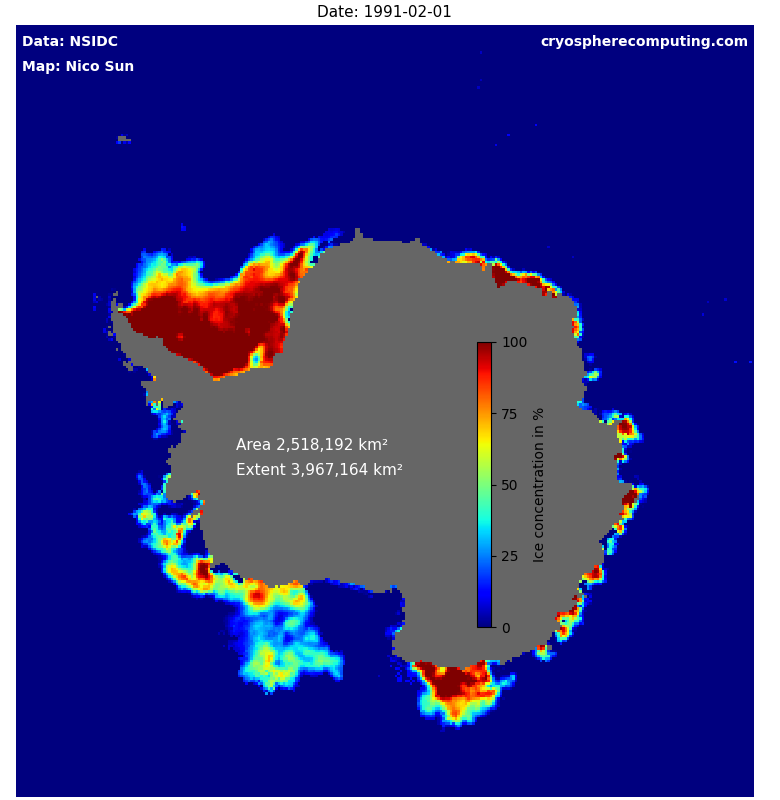 Date: 1991-02-01
Data: NSIDC
cryospherecomputing.com
Map: Nico Sun
100
75
50
25
0
Ice concentration in %
Area 2,518,192 km²
Extent 3,967,164 km²